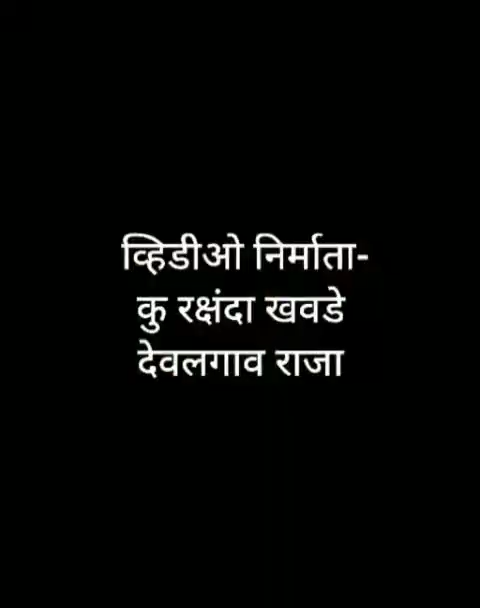 व्हिडीओ निर्माता-
कु रक्षंदा खवडे
देवलगाव राजा